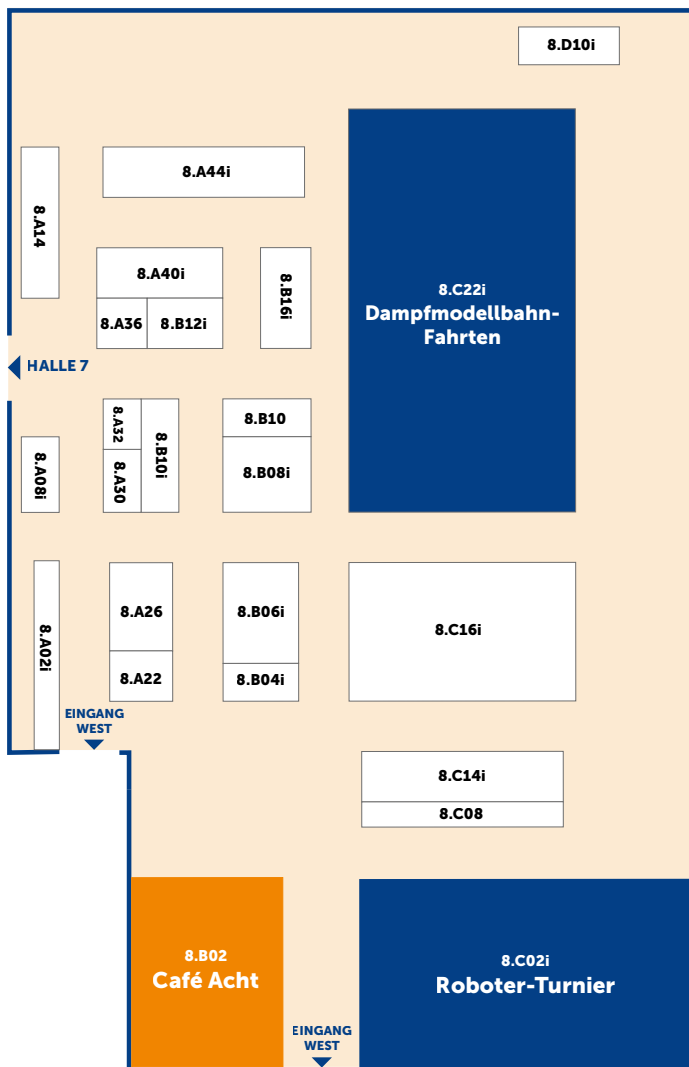 8.D10i
8.A14
8.A44i
8.A40i
8.B16i
8.A36
8.B12i
8.C22i
Dampfmodellbahn-
Fahrten
HALLE 7
8.A32
8.B10i
8.B10
8.A08i
8.A30
8.B08i
8.A02i
8.A26
8.B06i
8.C16i
8.A22
8.B04i
EINGANG
WEST
8.C14i
8.C08
8.B02
Café Acht
8.C02i
Roboter-Turnier
EINGANG
WEST